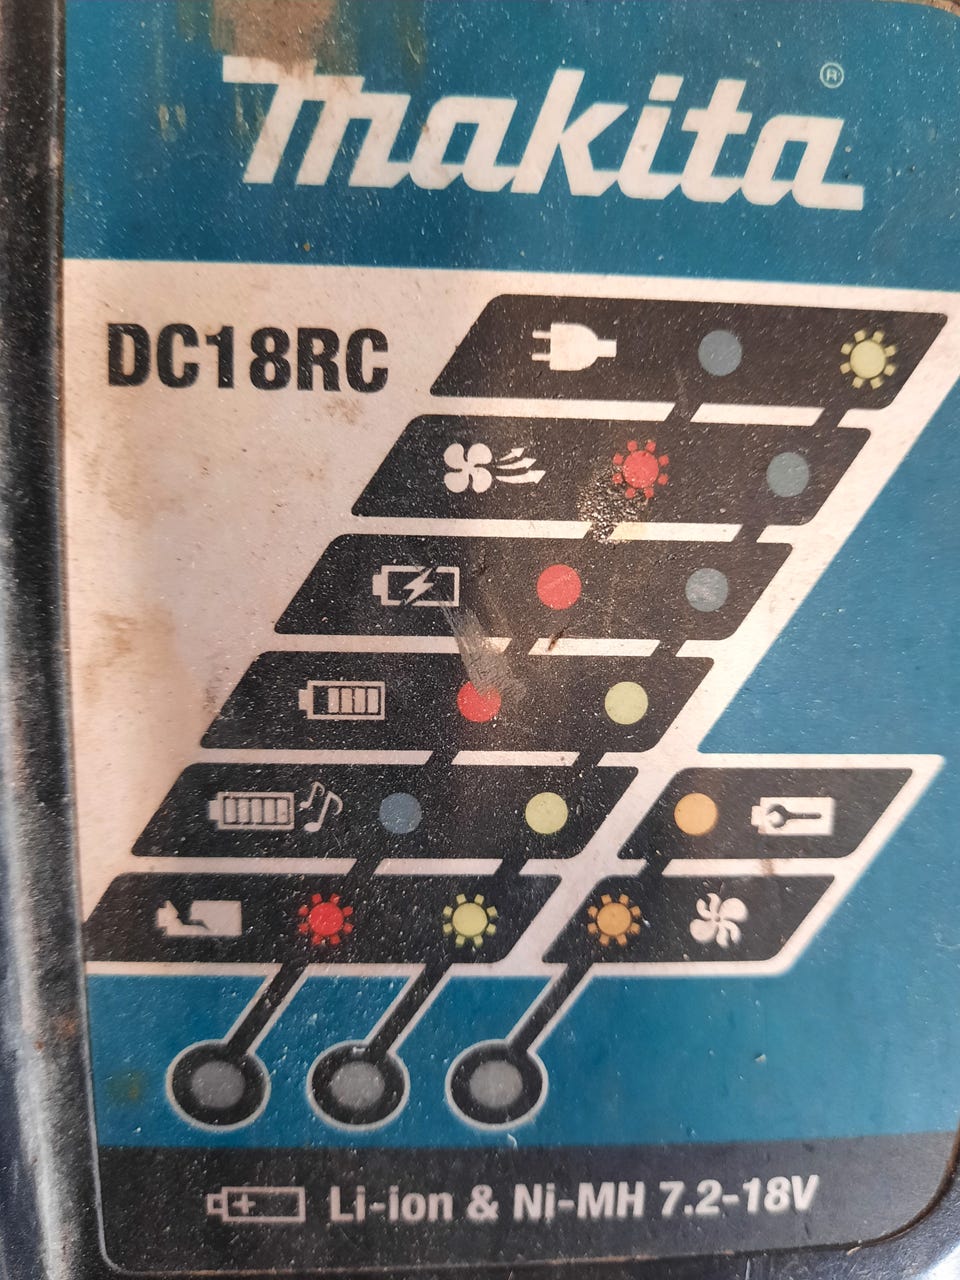 makita®
DC18RC
Li-ion & Ni-MH 7.2-18V